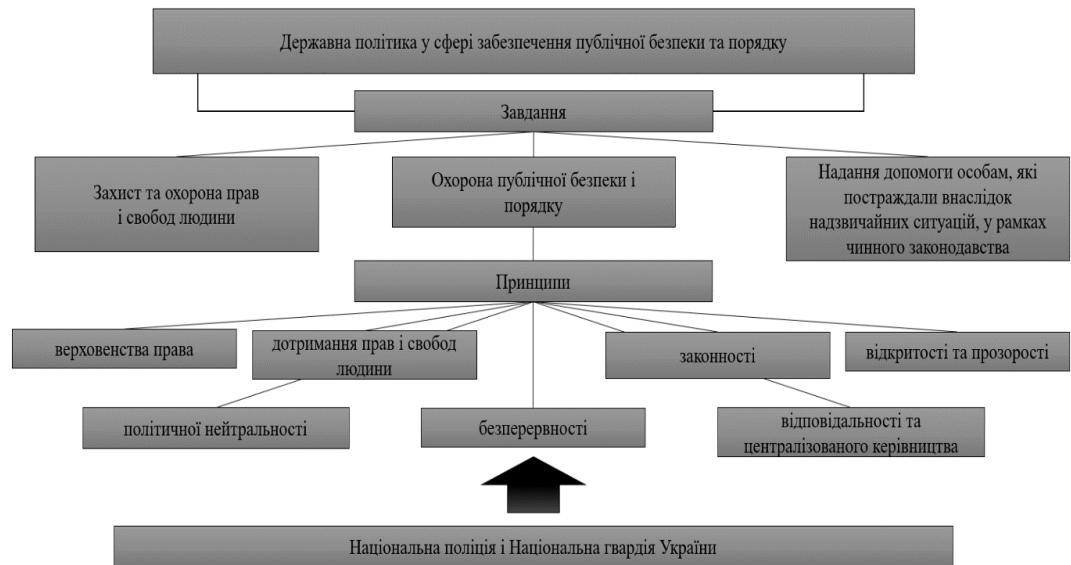 Державна політика у сфері забезпечення публічної безпеки та порядку
Завдання
Захист та охорона прав
і свобод людини
Охорона публічної безпеки і
порядку
Надання допомоги особам, які
постраждали внаслідок
надзвичайних ситуацій, у рамках
чинного законодавства
Принципи
верховенства права
дотримання прав і свобод
людини
законності
відкритості та прозорості
політичної нейтральності
безперервності
відповідальності та
централізованого керівництва
Національна поліція і Національна гвардія України